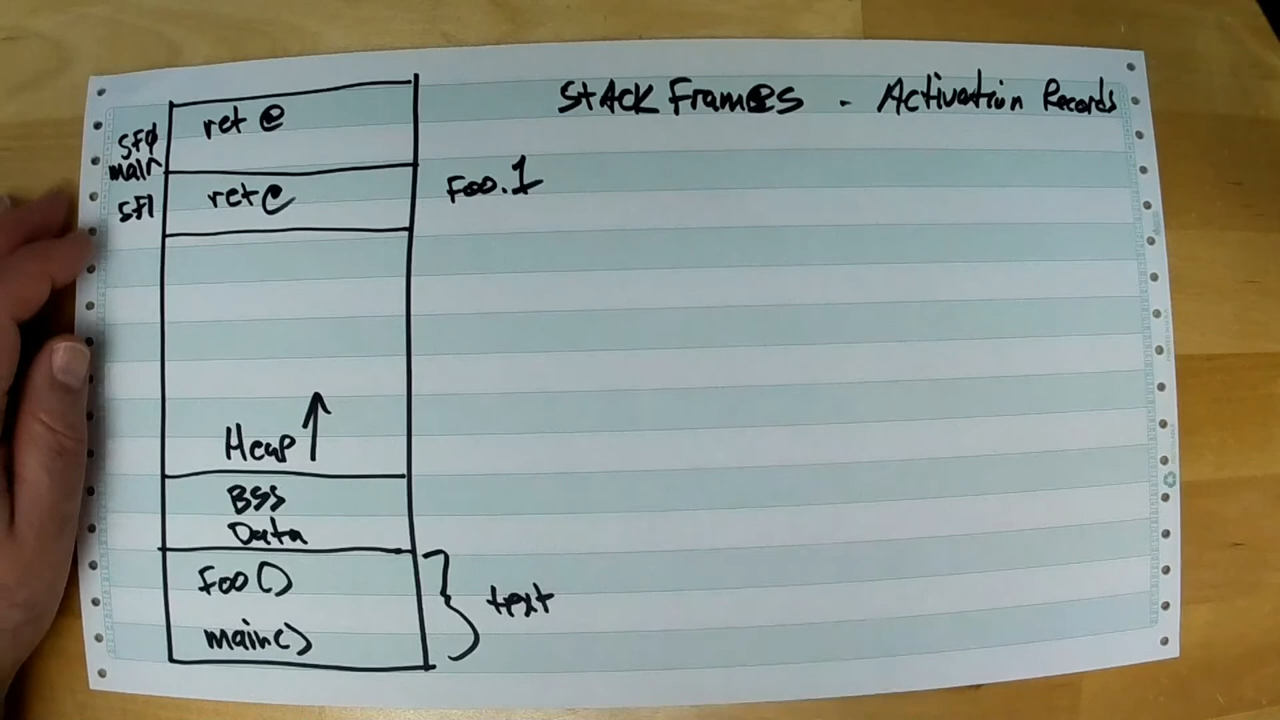 Stack Frames - Activation Records
ret @
SFØ
main
SF1
ret @
Foo.1
Heap ↑
BSS
Data
Foo()
main()
text